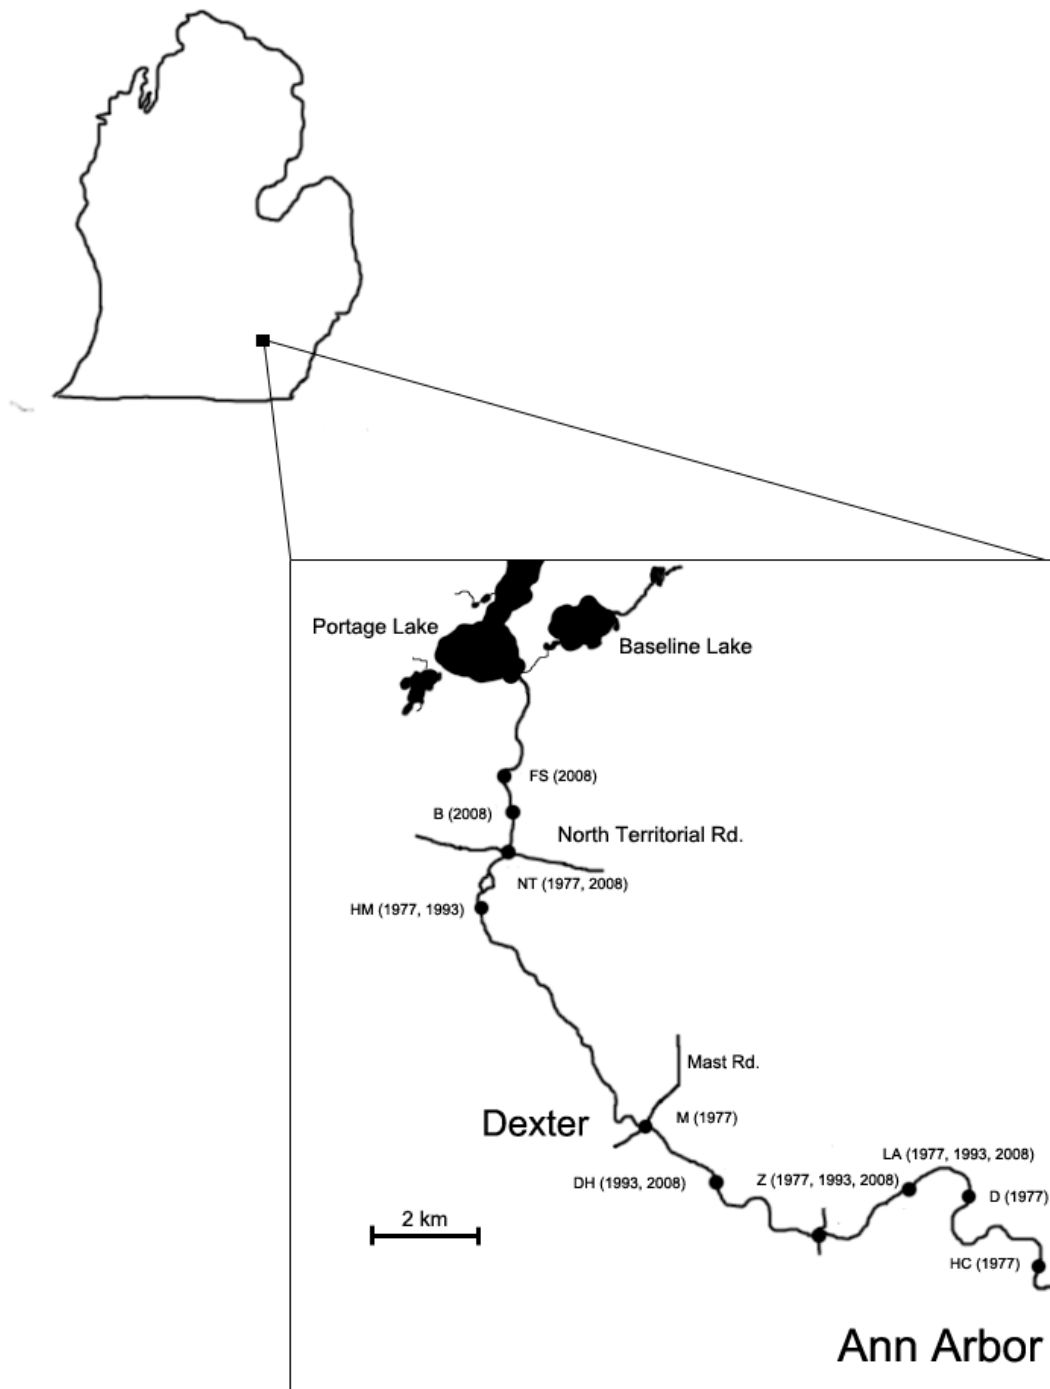 Portage Lake
Baseline Lake
FS (2008)
B (2008)
North Territorial Rd.
NT (1977, 2008)
HM (1977, 1993)
Mast Rd.
M (1977)
Dexter
LA (1977, 1993, 2008)
DH (1993, 2008)
Z (1977, 1993, 2008)
D (1977)
2 km
HC (1977)
Ann Arbor